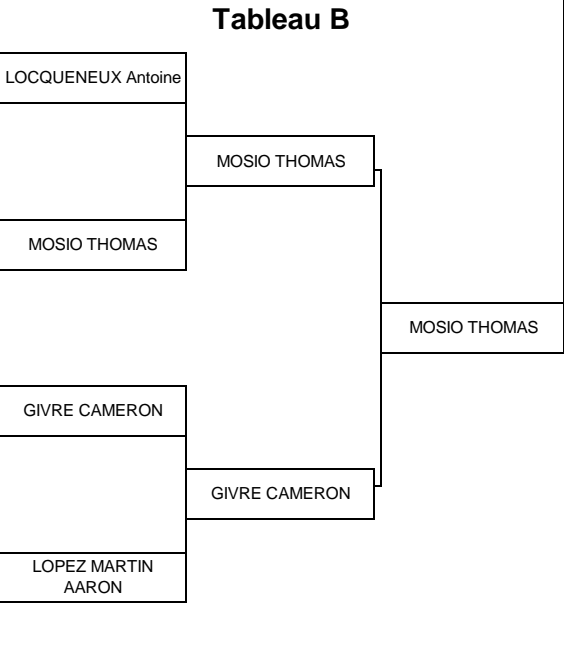 Tableau B
LOCQUENEUX Antoine
MOSIO THOMAS
MOSIO THOMAS
MOSIO THOMAS
GIVRE CAMERON
GIVRE CAMERON
LOPEZ MARTIN
AARON